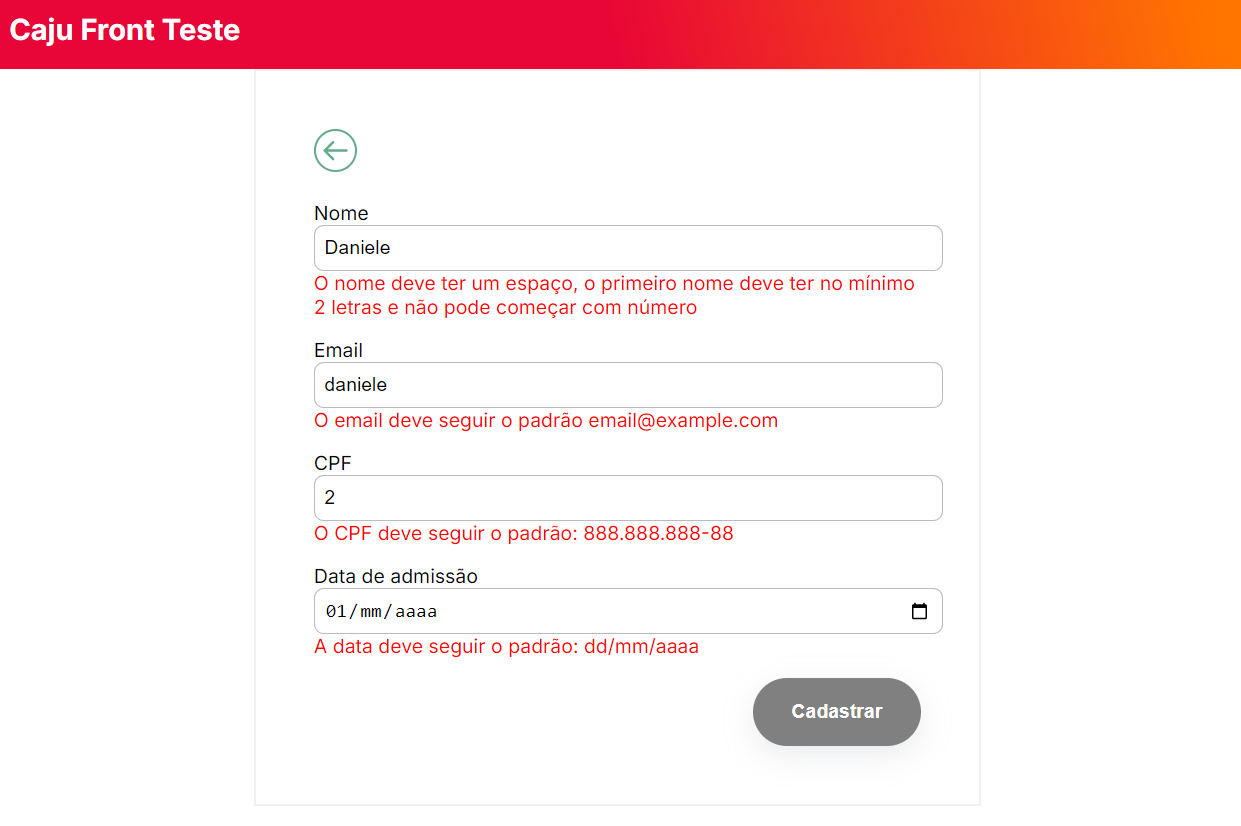 Caju Front Teste
Nome
Daniele
O nome deve ter um espaço, o primeiro nome deve ter no mínimo
2 letras e não pode começar com número
Email
daniele
O email deve seguir o padrão email@example.com
CPF
2
O CPF deve seguir o padrão: 888.888.888-88
Data de admissão
01/mm/aaaa
A data deve seguir o padrão: dd/mm/aaaa
Cadastrar